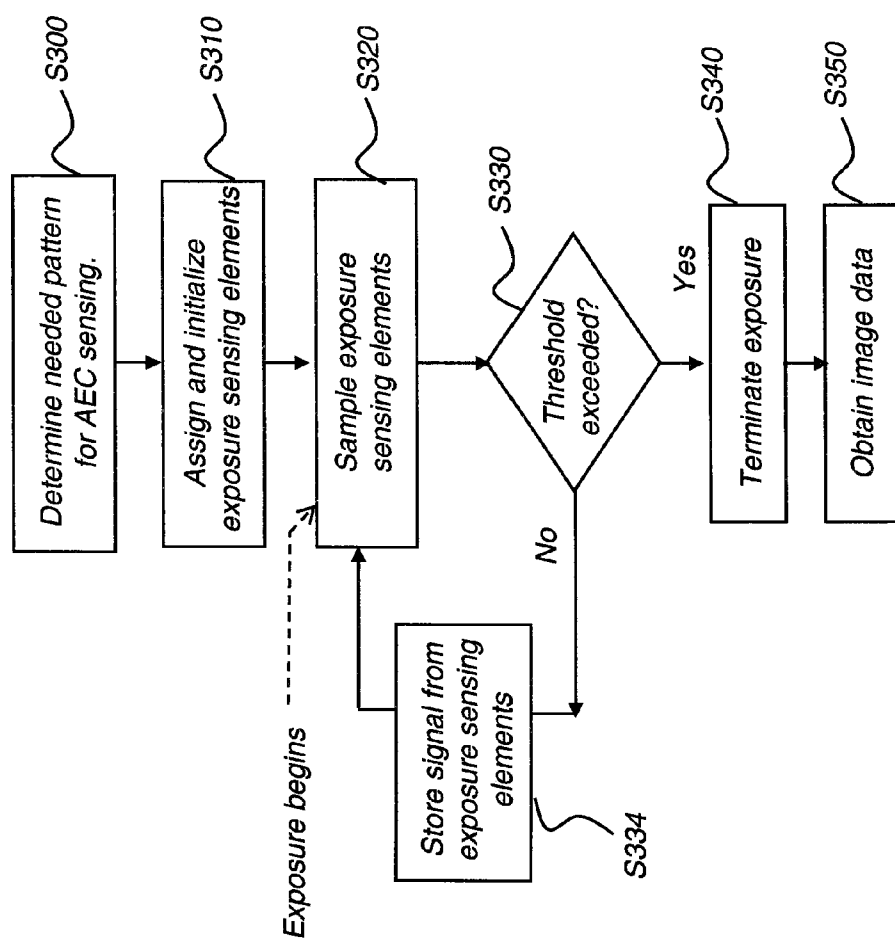 Determine needed pattern
for AEC sensing.
S300
Assign and initialize
exposure sensing elements
S310
Exposure begins
Sample exposure
sensing elements
S320
Threshold
exceeded?
S330
No
Yes
Store signal from
exposure sensing
elements
S334
Terminate exposure
S340
Obtain image data
S350